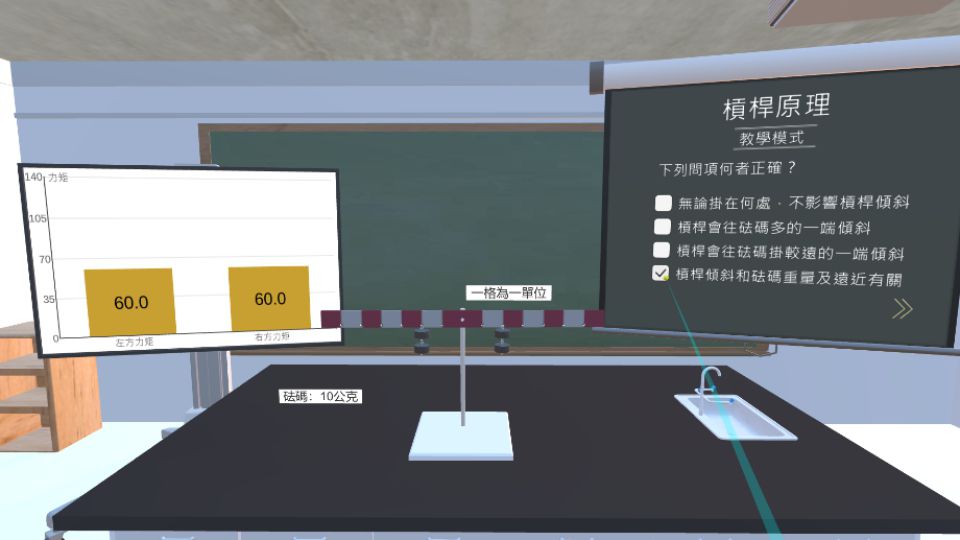 140 力矩
105
70
35
0
60.0
60.0
左方力矩
右方力矩
一格為一單位
砝碼：10公克
槓桿原理
教學模式
下列問項何者正確？
無論掛在何處，不影響槓桿傾斜
槓桿會往砝碼多的一端傾斜
槓桿會往砝碼掛較遠的一端傾斜
槓桿傾斜和砝碼重量及遠近有關